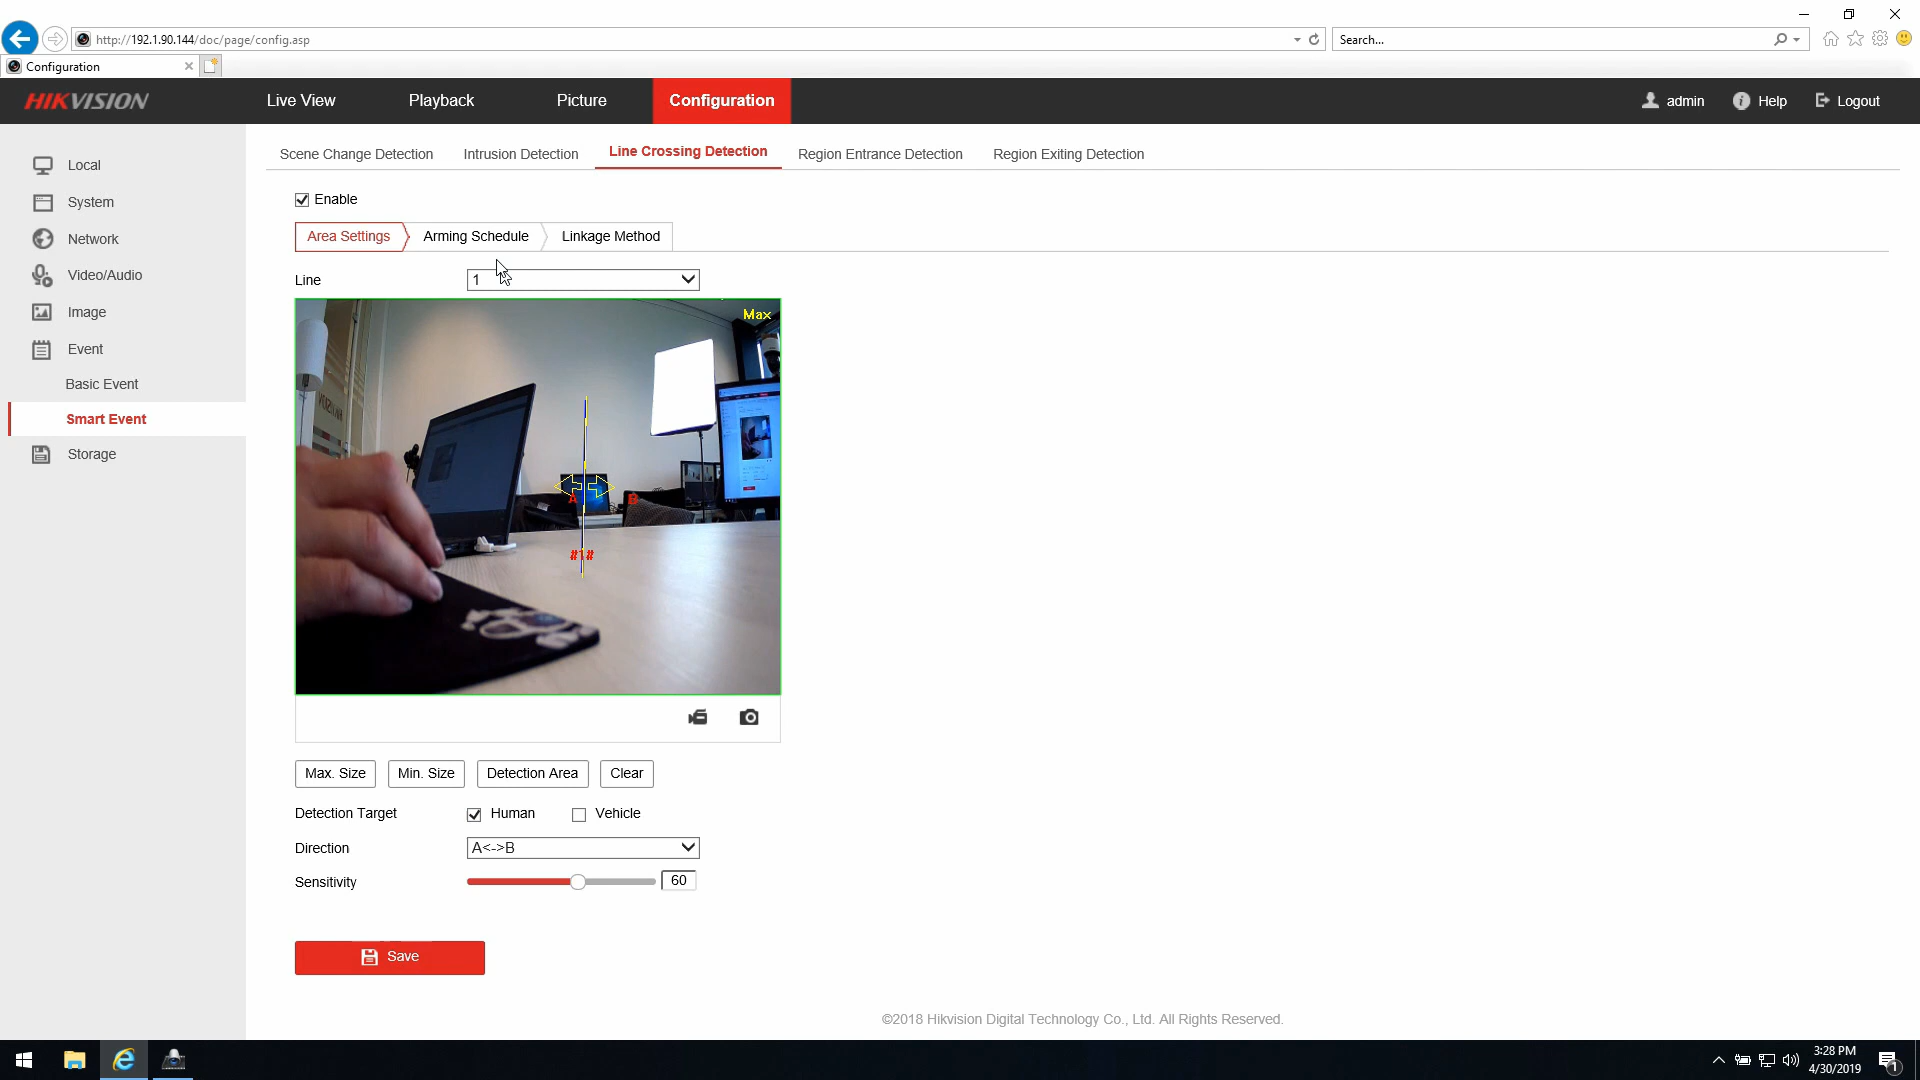 http://192.1.90.144/doc/page/config.asp
Search...
Configuration
HIKVISION
Live View
Playback
Picture
Configuration
admin
Help
Logout
Local
System
Network
Video/Audio
Image
Event
Basic Event
Smart Event
Storage
Scene Change Detection
Intrusion Detection
Line Crossing Detection
Region Entrance Detection
Region Exiting Detection
Enable
Area Settings
Arming Schedule
Linkage Method
Line
1
Max
A
B
#1#
Max. Size
Min. Size
Detection Area
Clear
Detection Target
Human
Vehicle
Direction
A<->B
Sensitivity
60
Save
©2018 Hikvision Digital Technology Co., Ltd. All Rights Reserved.
3:28 PM
4/30/2019
1